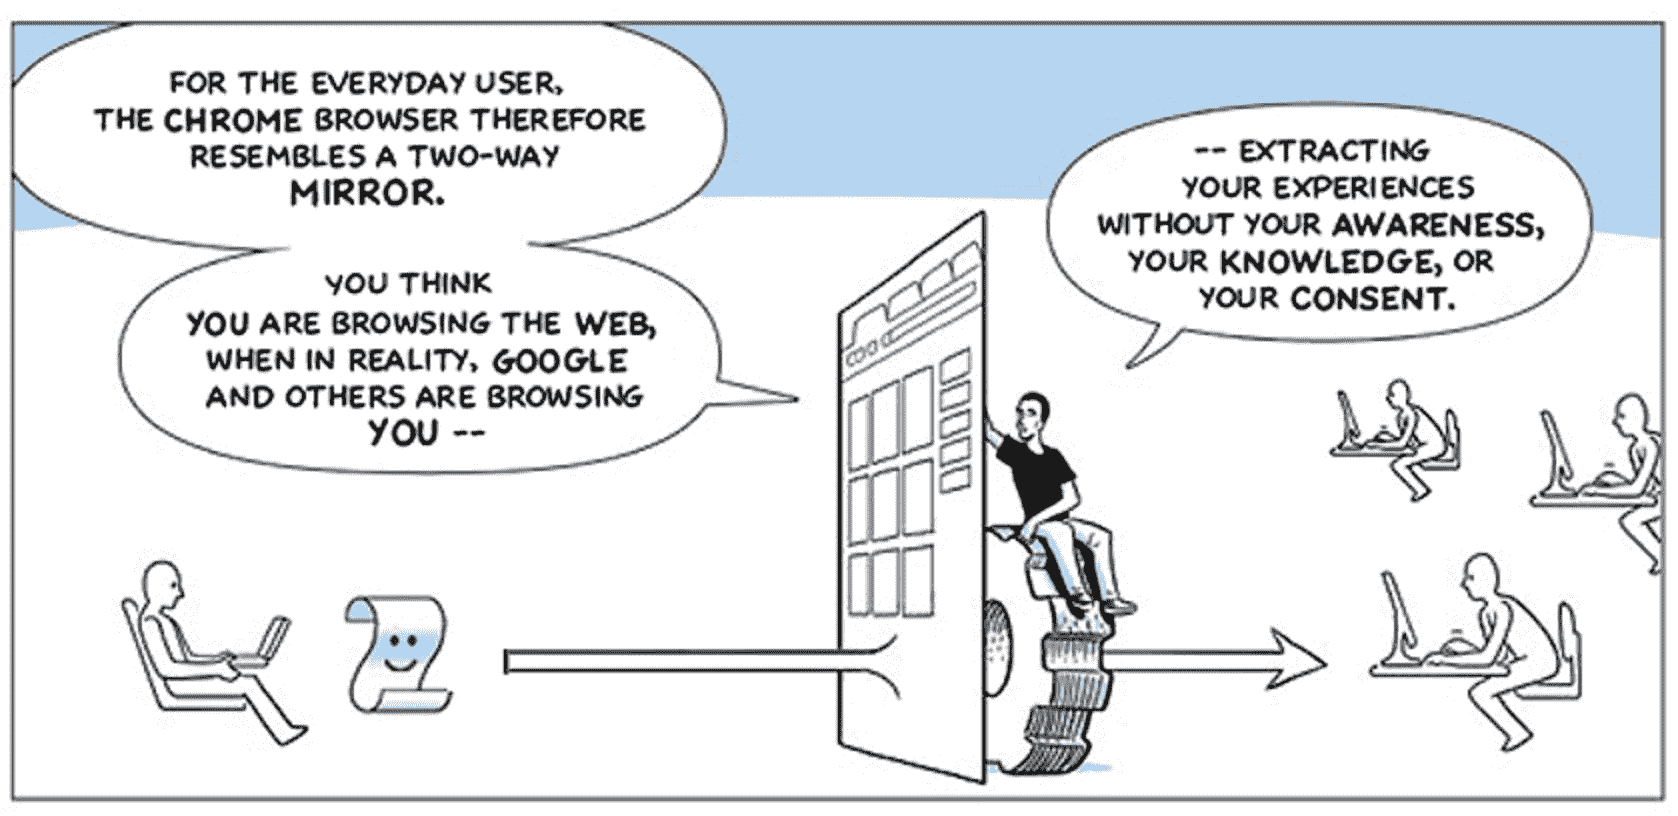 FOR THE EVERYDAY USER,
THE CHROME BROWSER THEREFORE
RESEMBLES A TWO-WAY
MIRROR.
YOU THINK
YOU ARE BROWSING THE WEB,
WHEN IN REALITY, GOOGLE
AND OTHERS ARE BROWSING
YOU --
-- EXTRACTING
YOUR EXPERIENCES
WITHOUT YOUR AWARENESS,
YOUR KNOWLEDGE, OR
YOUR CONSENT.